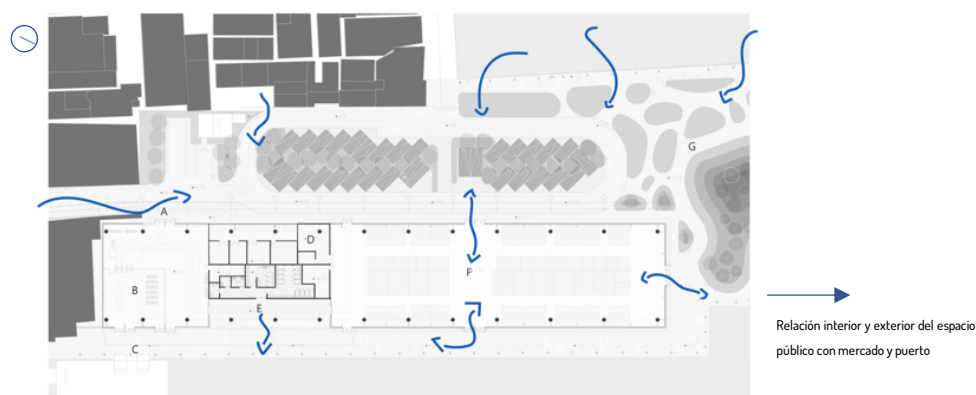 G
A
D
B
F
E
C
Relación interior y exterior del espacio
público con mercado y puerto